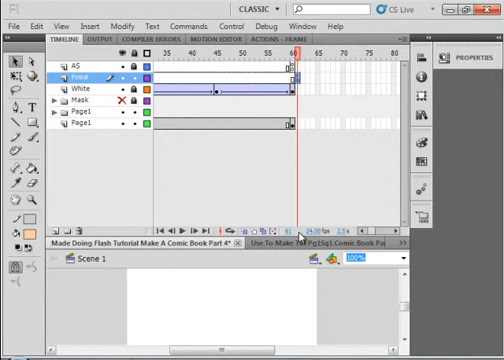 CLASSIC
CS Live
File Edit View Insert Modify Text Commands Control Debug Window Help
TIMELINE OUTPUT COMPILER ERRORS MOTION EDITOR ACTIONS - FRAME
PROPERTIES
35 40 45 50 55 60 65 70 75 80
AS
Frm#
White
Mask
Page1
Page1
61 24.00 fps 2.5 s
Made Doing Flash Tutorial Make A Comic Book Part 4* Use To Make Pg1Sq1 Comic Book Pa
Scene 1 100%